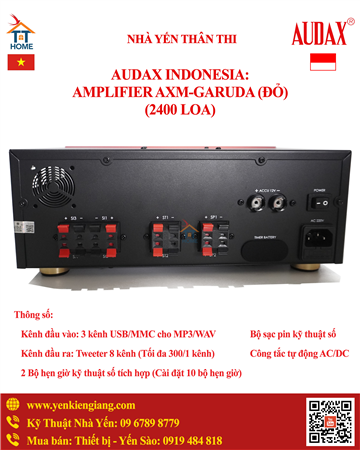 TT
HOME
NHÀ YẾN THÂN THI
AUDAX®
AUDAX INDONESIA:
AMPLIFIER AXM-GARUDA (ĐỎ)
(2400 LOA)
+ ACCU 12V -
POWER
AC 220V
TIMER BATTERY
+ SI3 - + SI1 -
+ ST1 -
+ SP1 -
Thông số:
Kênh đầu vào: 3 kênh USB/MMC cho MP3/WAV
Bộ sạc pin kỹ thuật số
Kênh đầu ra: Tweeter 8 kênh (Tối đa 300/1 kênh)
Công tắc tự động AC/DC
2 Bộ hẹn giờ kỹ thuật số tích hợp (Cài đặt 10 bộ hẹn giờ)
www.yenkiengiang.com
Kỹ Thuật Nhà Yến: 09 6789 8779
Mua bán: Thiết bị - Yến Sào: 0919 484 818